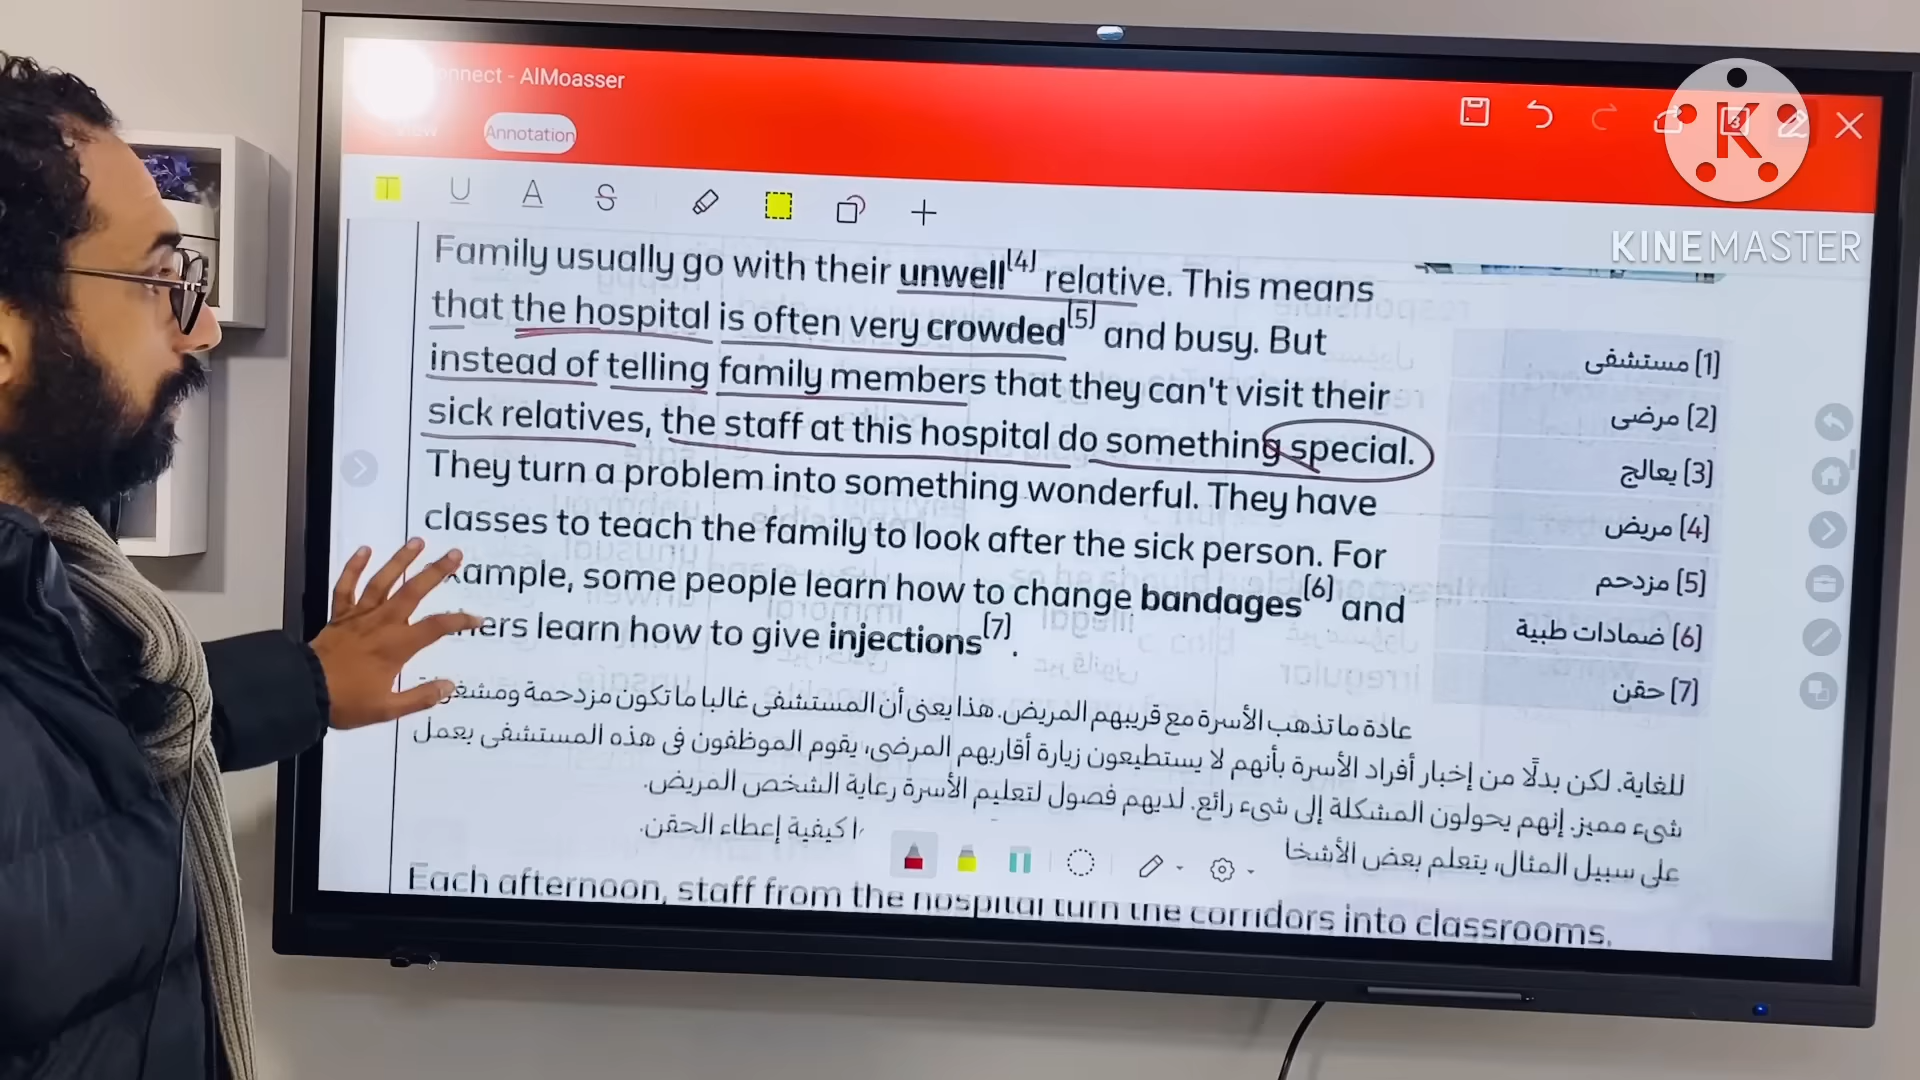 onnect - AlMoasser
View
Annotation
KINEMASTER
Family usually go with their unwell[4] relative. This means
that the hospital is often very crowded[5] and busy. But
instead of telling family members that they can't visit their
sick relatives, the staff at this hospital do something special.
They turn a problem into something wonderful. They have
classes to teach the family to look after the sick person. For
xample, some people learn how to change bandages[6] and
hers learn how to give injections[7].
[1] مستشفى
[2] مرضى
[3] يعالج
[4] مريض
[5] مزدحم
[6] ضمادات طبية
[7] حقن
عادة ما تذهب الأسرة مع قريبهم المريض. هذا يعنى أن المستشفى غالبا ما تكون مزدحمة ومشغولة
للغاية. لكن بدلًا من إخبار أفراد الأسرة بأنهم لا يستطيعون زيارة أقاربهم المرضى، يقوم الموظفون فى هذه المستشفى بعمل
شىء مميز. إنهم يحولون المشكلة إلى شىء رائع. لديهم فصول لتعليم الأسرة رعاية الشخص المريض.
على سبيل المثال، يتعلم بعض الأشخا كيفية إعطاء الحقن.
Each afternoon, staff from the hospital turn the corridors into classrooms.